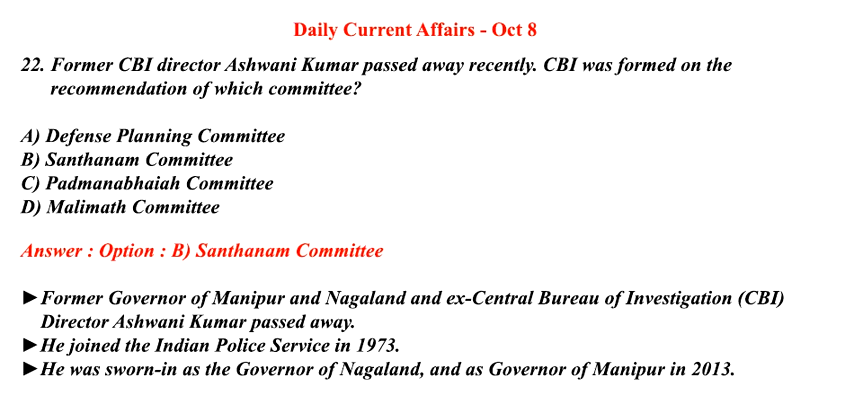 Daily Current Affairs - Oct 8
22. Former CBI director Ashwani Kumar passed away recently. CBI was formed on the
recommendation of which committee?
A) Defense Planning Committee
B) Santhanam Committee
C) Padmanabhaiah Committee
D) Malimath Committee
Answer : Option : B) Santhanam Committee
►Former Governor of Manipur and Nagaland and ex-Central Bureau of Investigation (CBI)
Director Ashwani Kumar passed away.
►He joined the Indian Police Service in 1973.
►He was sworn-in as the Governor of Nagaland, and as Governor of Manipur in 2013.